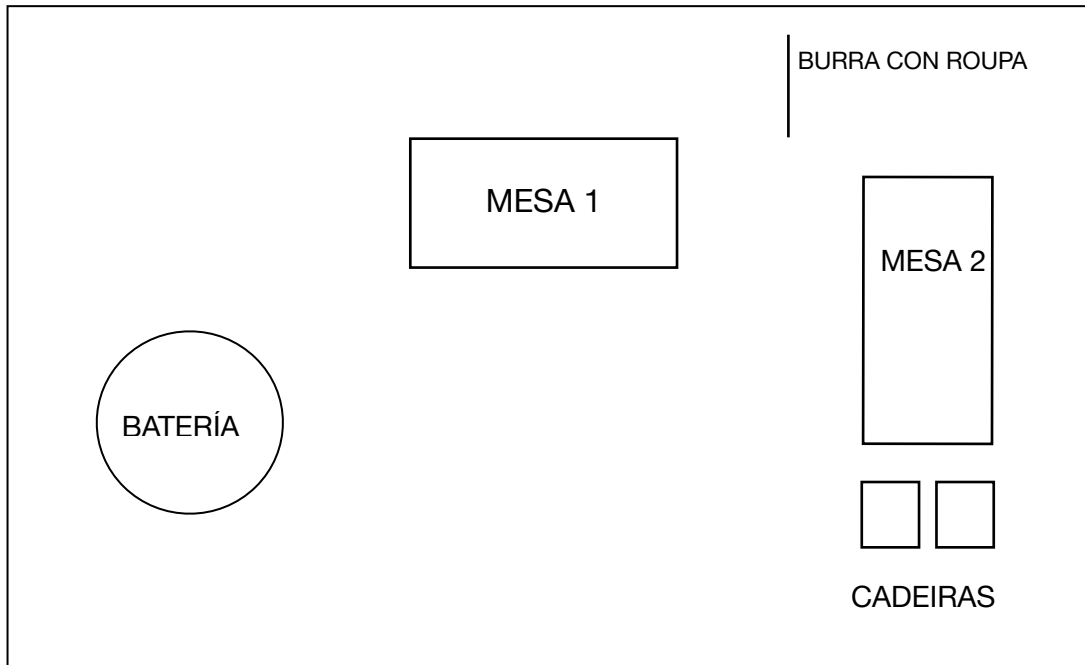 BURRA CON ROUPA
MESA 1
MESA 2
BATERÍA
CADEIRAS